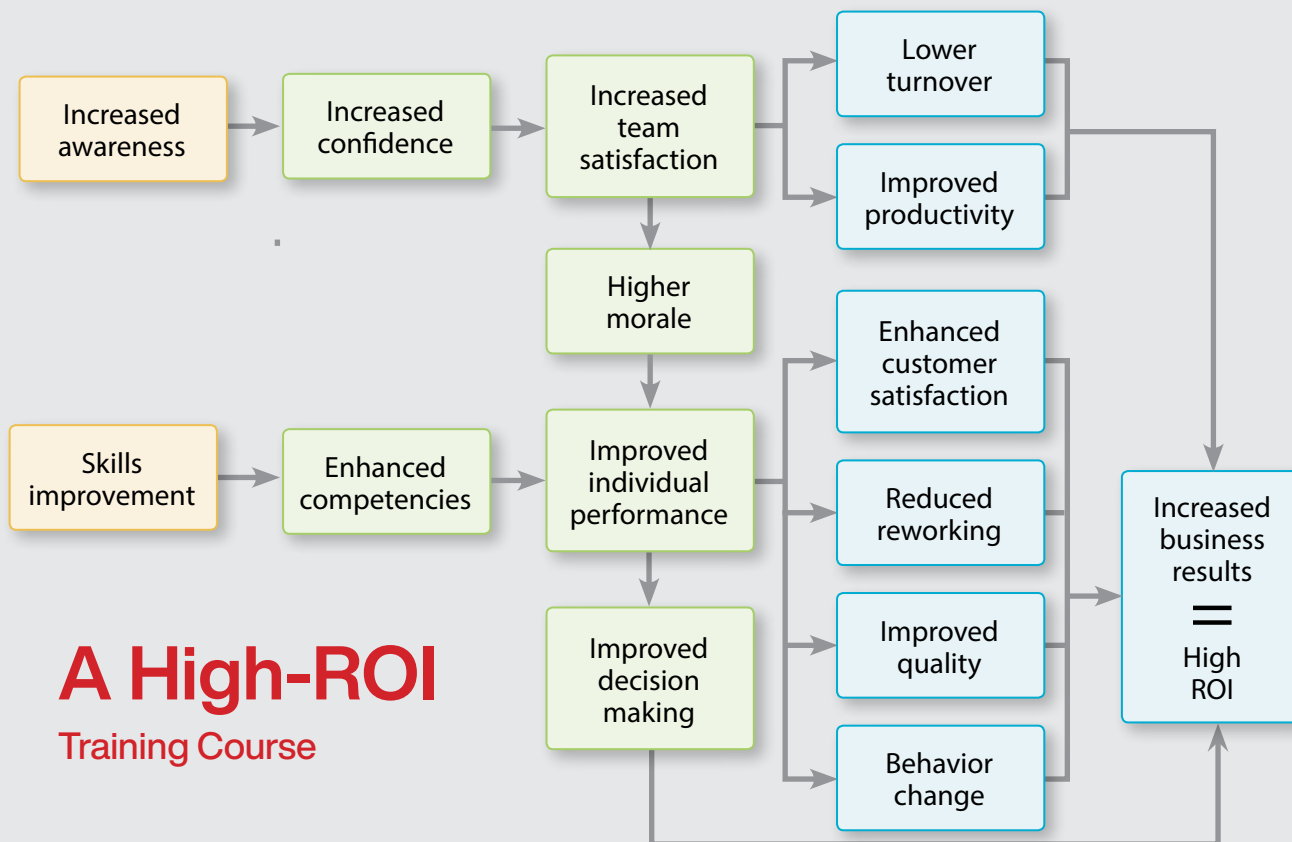 Increased
awareness
Increased
confidence
Increased
team
satisfaction
Lower
turnover
Improved
productivity
Higher
morale
Enhanced
customer
satisfaction
Skills
improvement
Enhanced
competencies
Improved
individual
performance
Reduced
reworking
Improved
quality
Behavior
change
Improved
decision
making
Increased
business
results
=
High
ROI
A High-ROI
Training Course